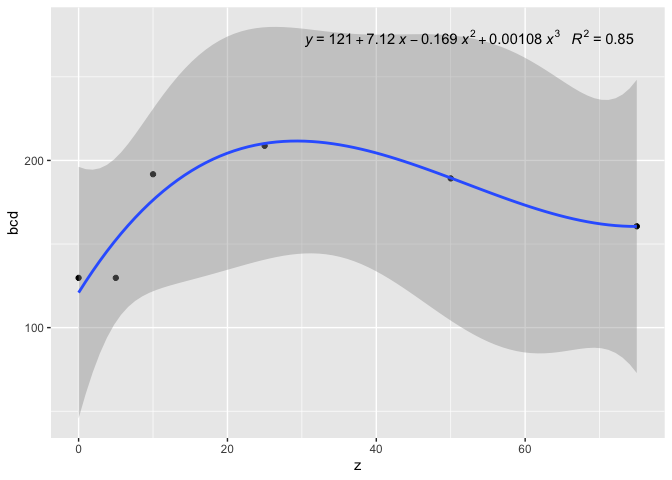 y = 121 + 7.12 x − 0.169 x² + 0.00108 x³ R² = 0.85
200
100
bcd
0 20 40 60
z